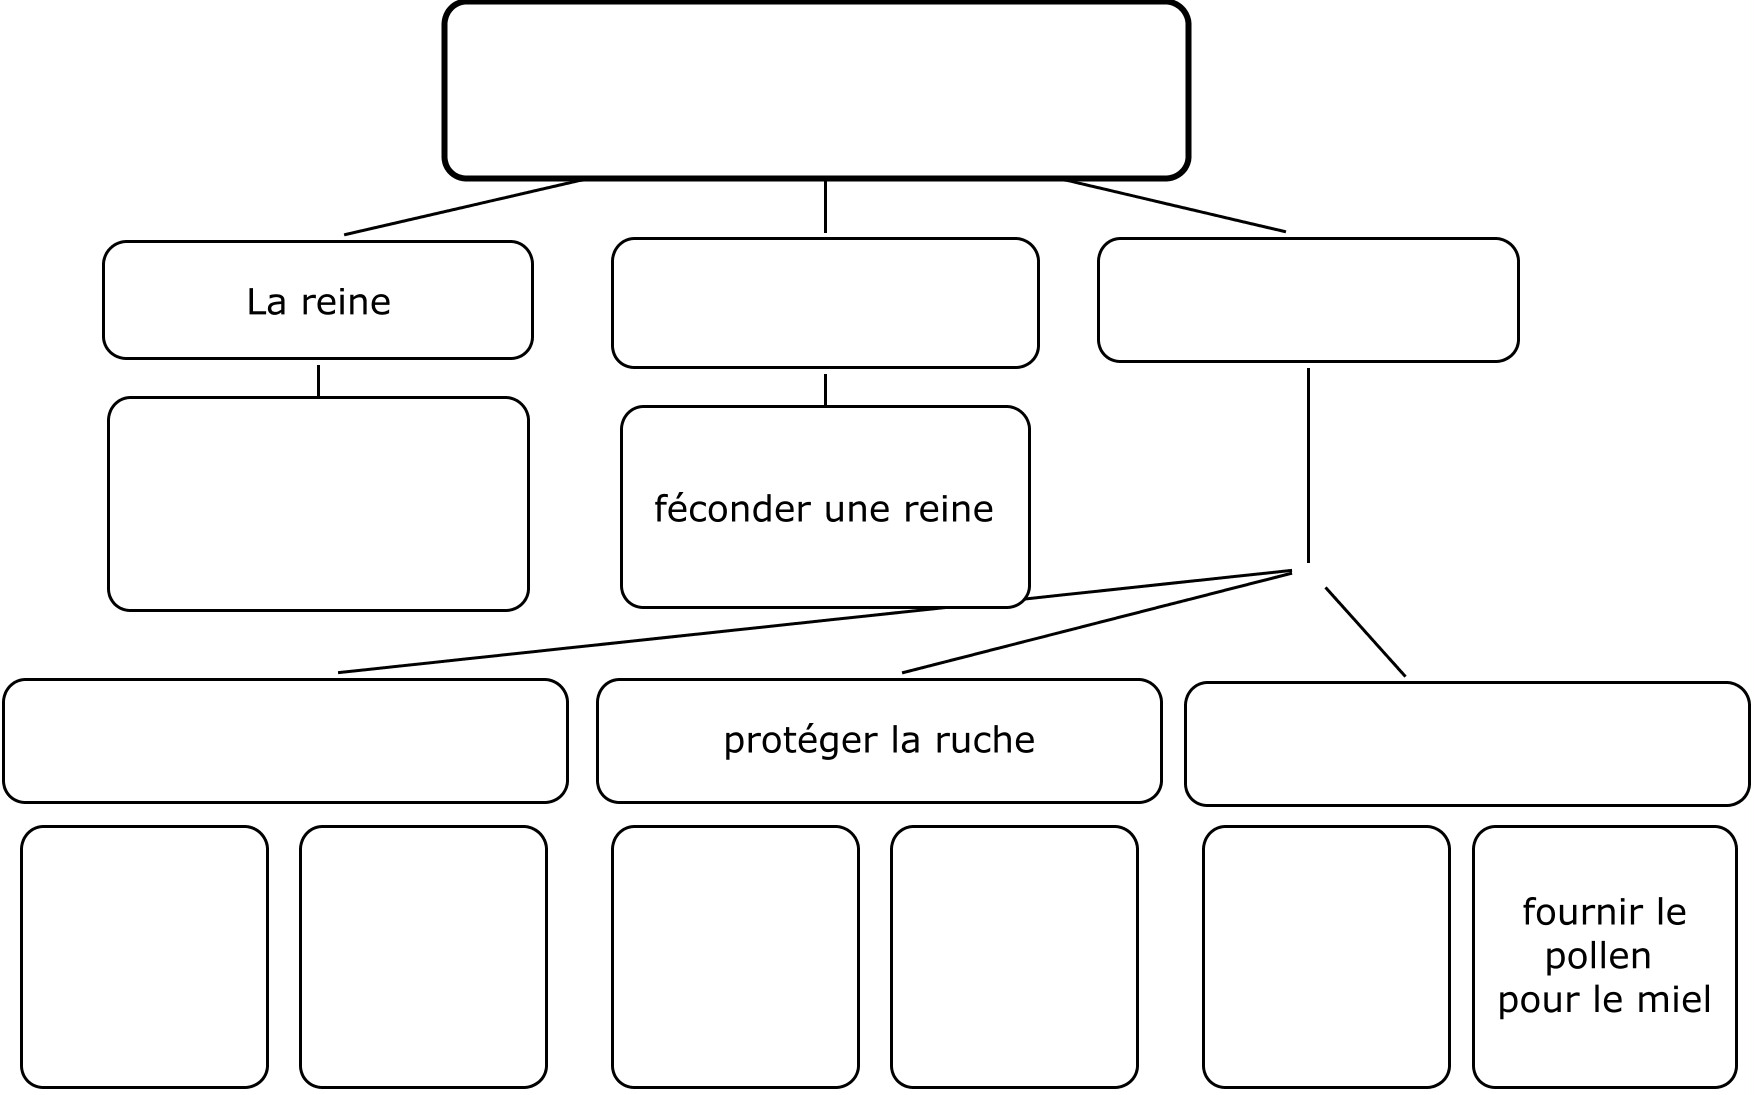 La reine
féconder une reine
protéger la ruche
fournir le
pollen
pour le miel